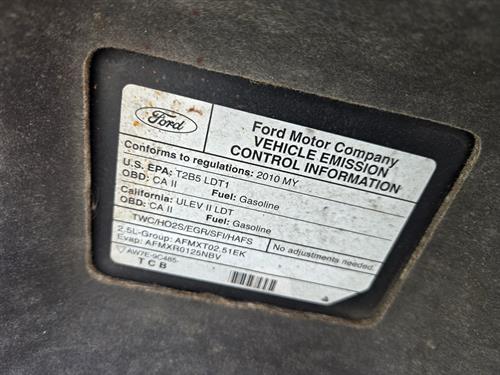 Ford
Ford Motor Company
VEHICLE EMISSION
CONTROL INFORMATION
Conforms to regulations: 2010 MY
U.S. EPA: T2B5 LDT1
OBD: CA II Fuel: Gasoline
California: ULEV II LDT
OBD: CA II Fuel: Gasoline
TWC/HO2S/EGR/SFI/HAFS
No adjustments needed.
2.5L-Group: AFMXT02.51EK
Evap: AFMXR0125NBV
AW7E-9C485-
T C B